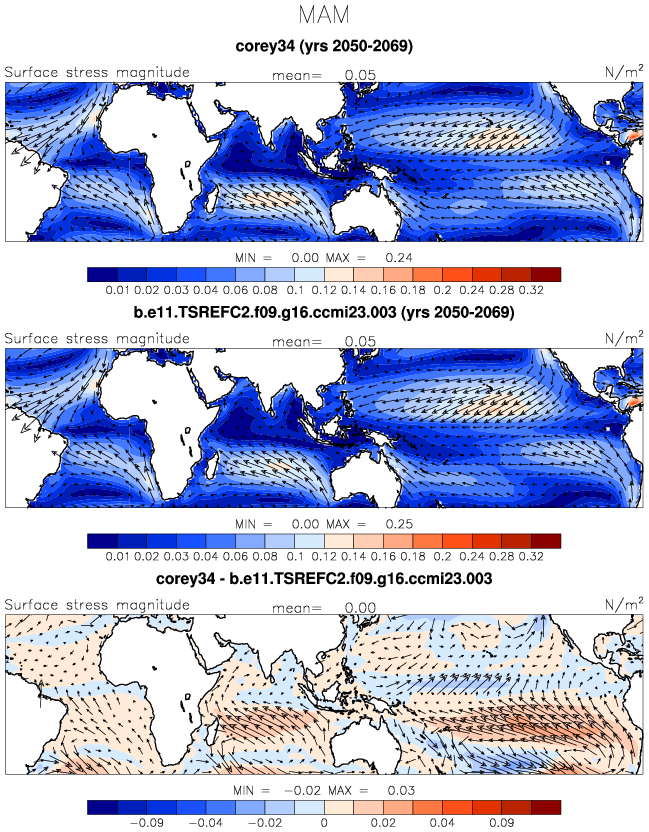 MAM
corey34 (yrs 2050-2069)
Surface stress magnitude mean= 0.05 N/m²
MIN = 0.00 MAX = 0.24
0.01 0.02 0.03 0.04 0.06 0.08 0.1 0.12 0.14 0.16 0.18 0.2 0.24 0.28 0.32
b.e11.TSREFC2.f09.g16.ccmi23.003 (yrs 2050-2069)
Surface stress magnitude mean= 0.05 N/m²
MIN = 0.00 MAX = 0.25
0.01 0.02 0.03 0.04 0.06 0.08 0.1 0.12 0.14 0.16 0.18 0.2 0.24 0.28 0.32
corey34 - b.e11.TSREFC2.f09.g16.ccmi23.003
Surface stress magnitude mean= 0.00 N/m²
MIN = −0.02 MAX = 0.03
−0.09 −0.04 −0.02 0 0.02 0.04 0.09